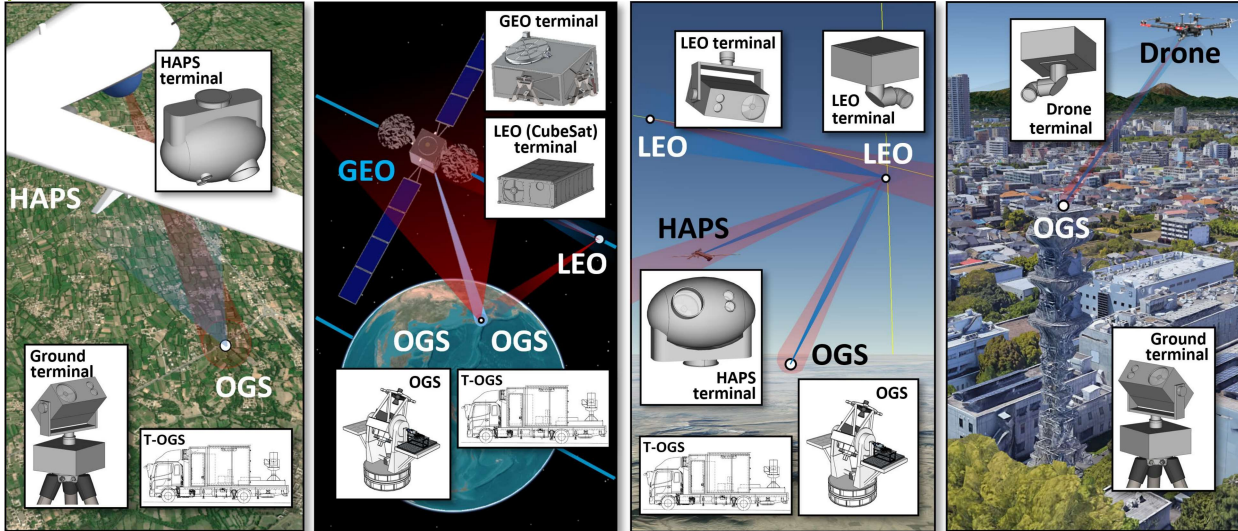 HAPS
terminal
HAPS
OGS
Ground
terminal
T-OGS
GEO terminal
LEO (CubeSat)
terminal
GEO
LEO
OGS
OGS
OGS
T-OGS
LEO terminal
LEO
terminal
LEO
LEO
HAPS
OGS
HAPS
terminal
OGS
T-OGS
Drone
Drone
terminal
OGS
Ground
terminal